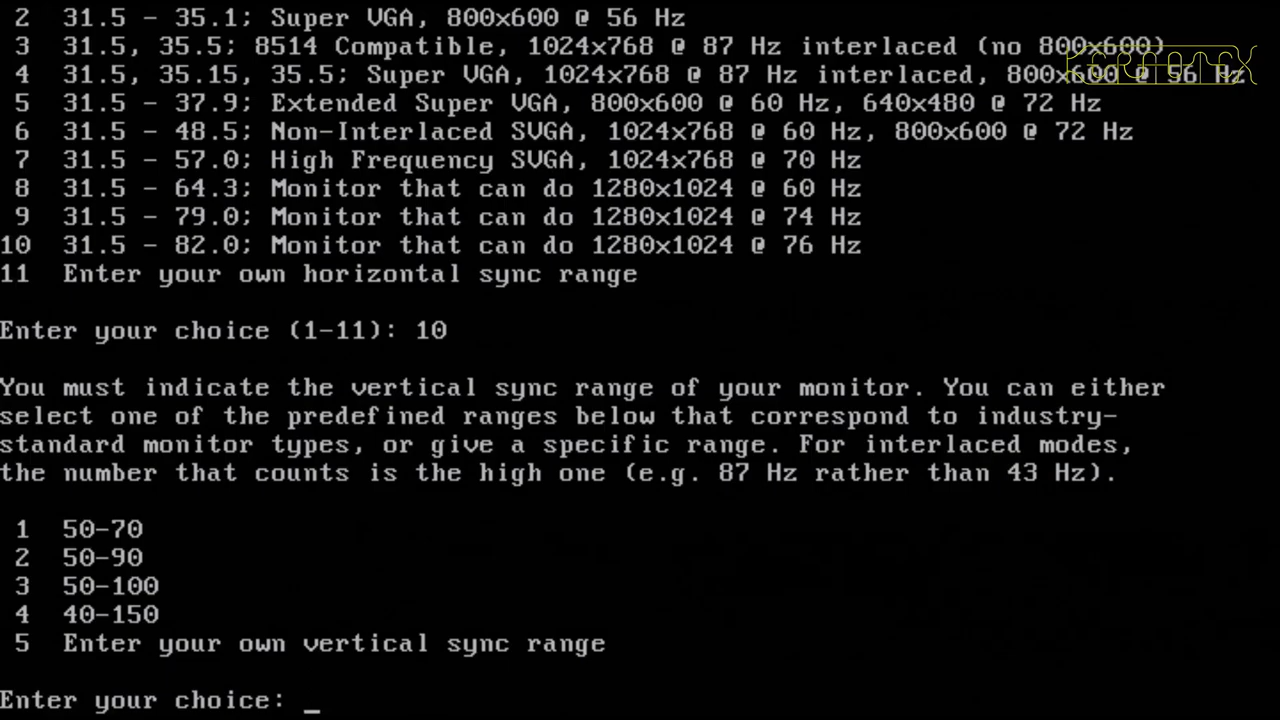 2  31.5 - 35.1; Super VGA, 800x600 @ 56 Hz
3  31.5, 35.5; 8514 Compatible, 1024x768 @ 87 Hz interlaced (no 800x600)
4  31.5, 35.15, 35.5; Super VGA, 1024x768 @ 87 Hz interlaced, 800x600 @ 56 Hz
5  31.5 - 37.9; Extended Super VGA, 800x600 @ 60 Hz, 640x480 @ 72 Hz
6  31.5 - 48.5; Non-Interlaced SVGA, 1024x768 @ 60 Hz, 800x600 @ 72 Hz
7  31.5 - 57.0; High Frequency SVGA, 1024x768 @ 70 Hz
8  31.5 - 64.3; Monitor that can do 1280x1024 @ 60 Hz
9  31.5 - 79.0; Monitor that can do 1280x1024 @ 74 Hz
10  31.5 - 82.0; Monitor that can do 1280x1024 @ 76 Hz
11  Enter your own horizontal sync range
Enter your choice (1-11): 10
You must indicate the vertical sync range of your monitor. You can either
select one of the predefined ranges below that correspond to industry-
standard monitor types, or give a specific range. For interlaced modes,
the number that counts is the high one (e.g. 87 Hz rather than 43 Hz).
1  50-70
2  50-90
3  50-100
4  40-150
5  Enter your own vertical sync range
Enter your choice: _